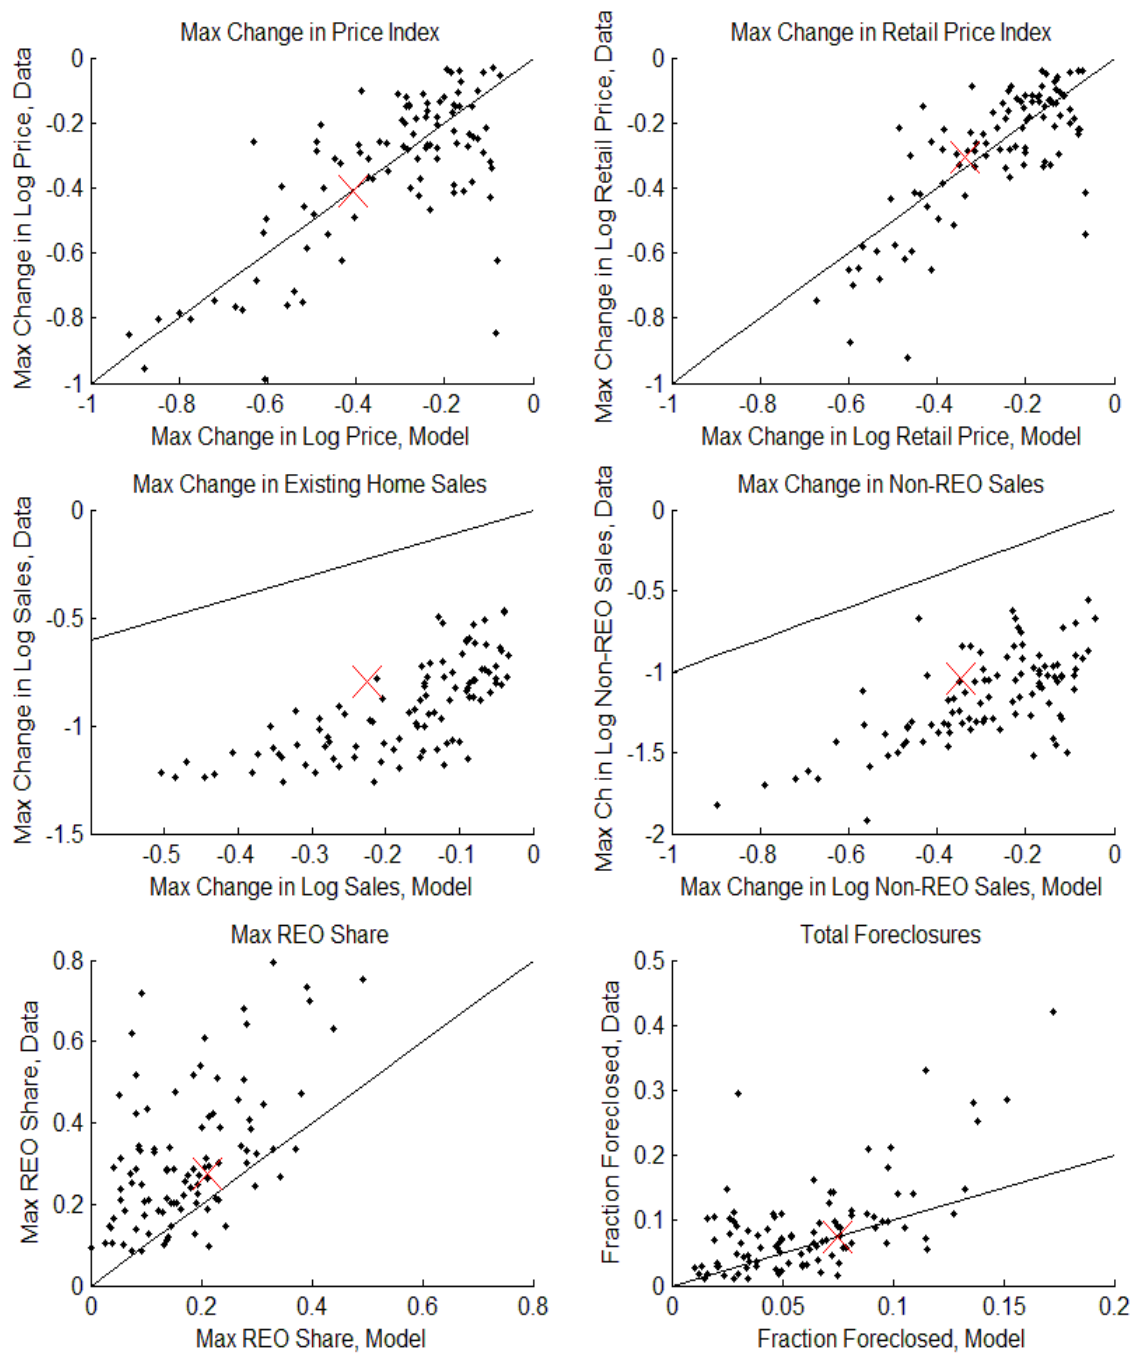 Max Change in Price Index
Max Change in Log Price, Data
0
-0.2
-0.4
-0.6
-0.8
-1
-1 -0.8 -0.6 -0.4 -0.2 0
Max Change in Log Price, Model
Max Change in Retail Price Index
Max Change in Log Retail Price, Data
0
-0.2
-0.4
-0.6
-0.8
-1
-1 -0.8 -0.6 -0.4 -0.2 0
Max Change in Log Retail Price, Model
Max Change in Existing Home Sales
Max Change in Log Sales, Data
0
-0.5
-1
-1.5
-0.5 -0.4 -0.3 -0.2 -0.1 0
Max Change in Log Sales, Model
Max Change in Non-REO Sales
Max Ch in Log Non-REO Sales, Data
0
-0.5
-1
-1.5
-2
-1 -0.8 -0.6 -0.4 -0.2 0
Max Change in Log Non-REO Sales, Model
Max REO Share
Max REO Share, Data
0.8
0.6
0.4
0.2
0
0 0.2 0.4 0.6 0.8
Max REO Share, Model
Total Foreclosures
Fraction Foreclosed, Data
0.5
0.4
0.3
0.2
0.1
0
0 0.05 0.1 0.15 0.2
Fraction Foreclosed, Model